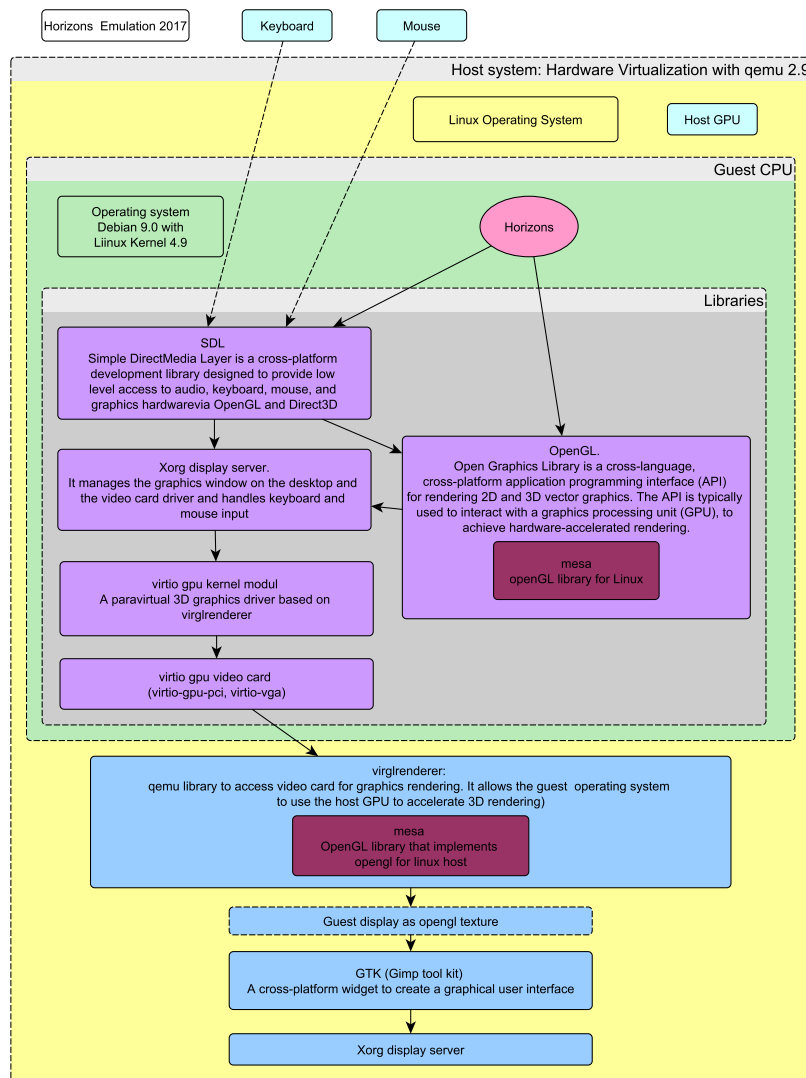 Horizons  Emulation 2017
Keyboard
Mouse
Host system: Hardware Virtualization with qemu 2.9
Linux Operating System
Host GPU
Guest CPU
Operating system
Debian 9.0 with
Liinux Kernel 4.9
Horizons
Libraries
SDL
Simple DirectMedia Layer is a cross-platform
development library designed to provide low
level access to audio, keyboard, mouse, and
graphics hardwarevia OpenGL and Direct3D
Xorg display server.
It manages the graphics window on the desktop and
the video card driver and handles keyboard and
mouse input
OpenGL.
Open Graphics Library is a cross-language,
cross-platform application programming interface (API)
for rendering 2D and 3D vector graphics. The API is typically
used to interact with a graphics processing unit (GPU), to
achieve hardware-accelerated rendering.
mesa
openGL library for Linux
virtio gpu kernel modul
A paravirtual 3D graphics driver based on
virglrenderer
virtio gpu video card
(virtio-gpu-pci, virtio-vga)
virglrenderer:
qemu library to access video card for graphics rendering. It allows the guest  operating system
to use the host GPU to accelerate 3D rendering)
mesa
OpenGL library that implements
opengl for linux host
Guest display as opengl texture
GTK (Gimp tool kit)
A cross-platform widget to create a graphical user interface
Xorg display server